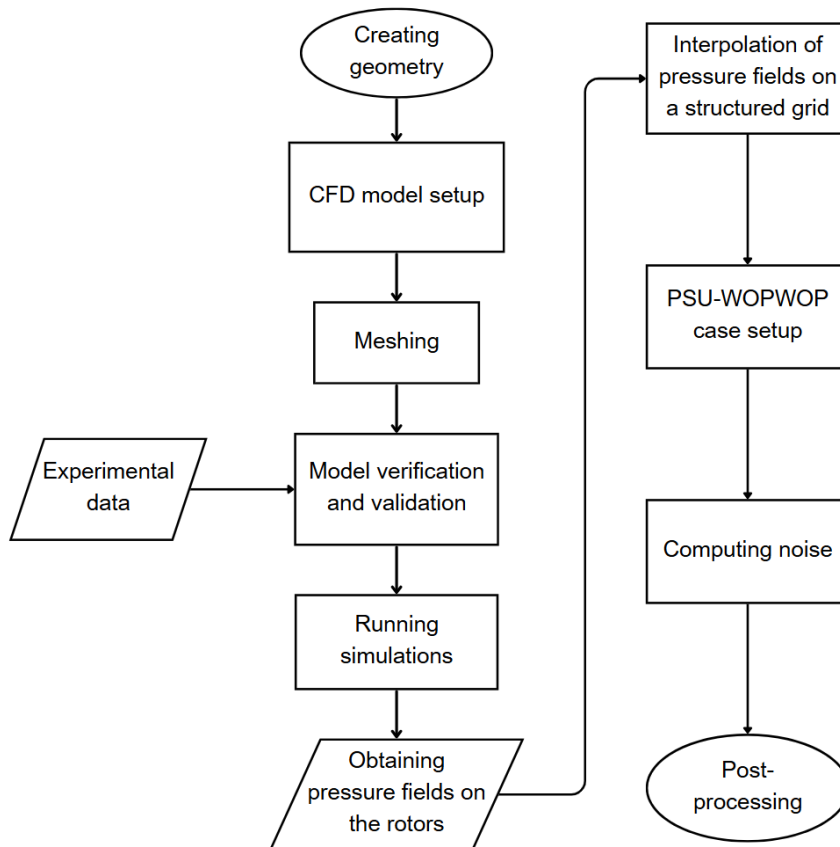 Creating
geometry
CFD model setup
Meshing
Experimental
data
Model verification
and validation
Running
simulations
Obtaining
pressure fields on
the rotors
Interpolation of
pressure fields on
a structured grid
PSU-WOPWOP
case setup
Computing noise
Post-
processing